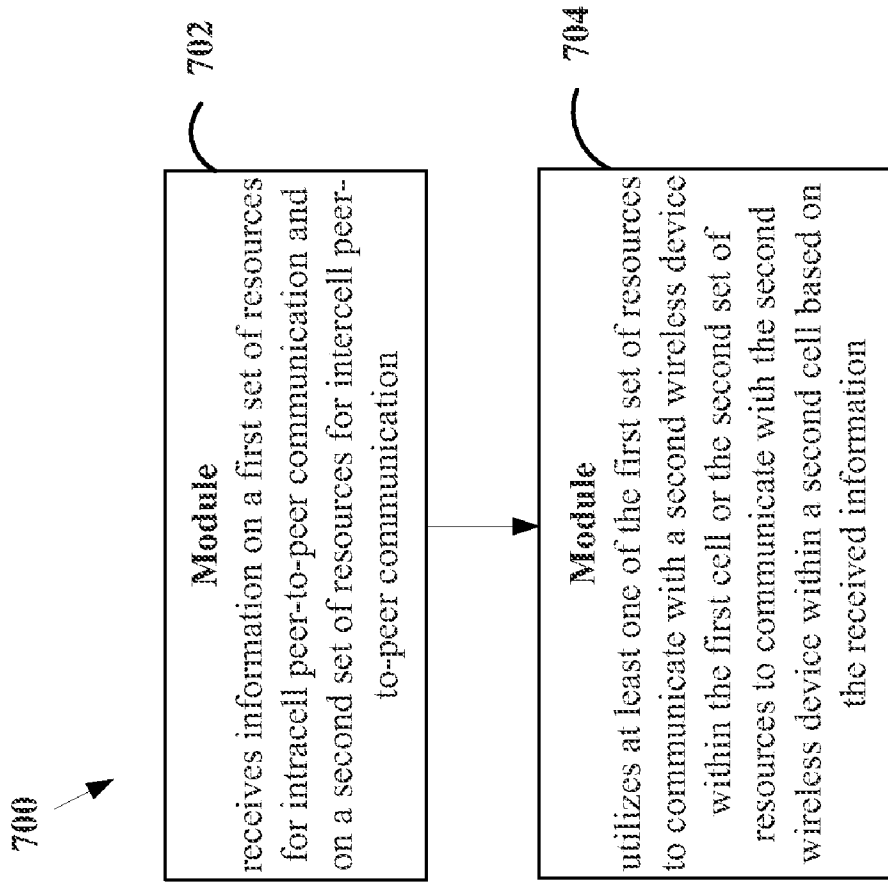 700
702
Module
receives information on a first set of resources
for intracell peer-to-peer communication and
on a second set of resources for intercell peer-
to-peer communication
704
Module
utilizes at least one of the first set of resources
to communicate with a second wireless device
within the first cell or the second set of
resources to communicate with the second
wireless device within a second cell based on
the received information